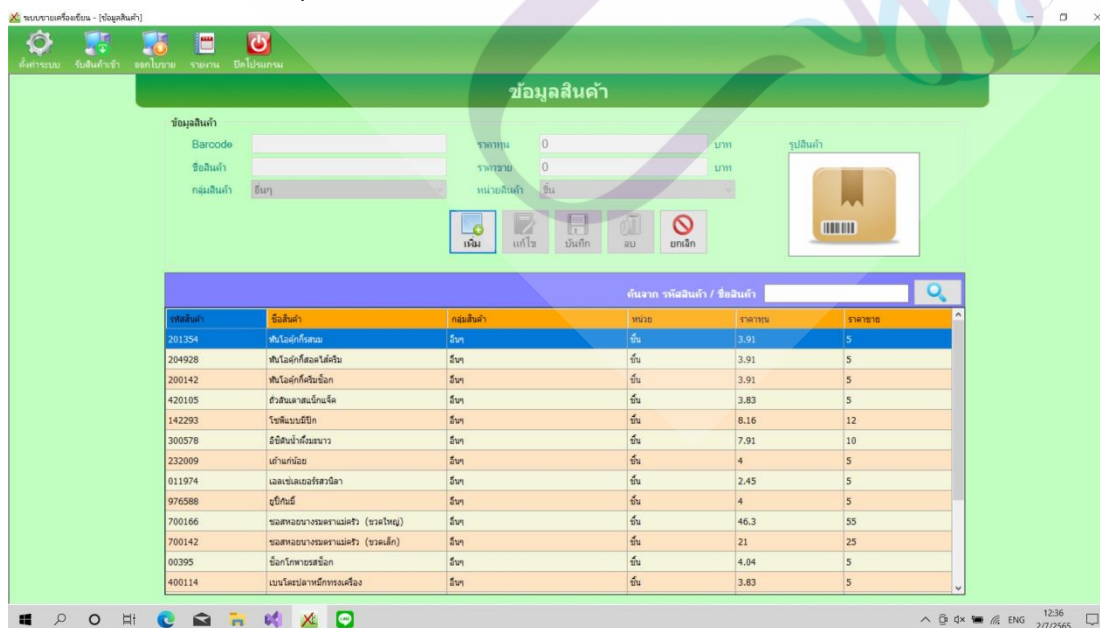 ระบบขายเครื่องเขียน - [ข้อมูลสินค้า]
ตั้งค่าระบบ รับสินค้าเข้า ออกใบขาย รายงาน ปิดโปรแกรม
ข้อมูลสินค้า
ข้อมูลสินค้า
Barcode ราคาทุน 0 บาท รูปสินค้า
ชื่อสินค้า ราคาขาย 0 บาท
กลุ่มสินค้า อื่นๆ หน่วยสินค้า ชิ้น
เพิ่ม แก้ไข บันทึก ลบ ยกเลิก
ค้นจาก รหัสสินค้า / ชื่อสินค้า
รหัสสินค้า ชื่อสินค้า กลุ่มสินค้า หน่วย ราคาทุน ราคาขาย
201354 ฟันโอคุ๊กกี้รสนม อื่นๆ ชิ้น 3.91 5
204928 ฟันโอคุ๊กกี้สอดไส้ครีม อื่นๆ ชิ้น 3.91 5
200142 ฟันโอคุ๊กกี้ครีมช็อก อื่นๆ ชิ้น 3.91 5
420105 ถั่วลันเตาสแน็กแจ็ค อื่นๆ ชิ้น 3.83 5
142293 โซฟีแบบมีปีก อื่นๆ ชิ้น 8.16 12
300578 อิชิตันน้ำผึ้งมะนาว อื่นๆ ชิ้น 7.91 10
232009 เถ้าแก่น้อย อื่นๆ ชิ้น 4 5
011974 เอลเซ่เลเยอร์รสวนิลา อื่นๆ ชิ้น 2.45 5
976588 ยูปิกัมมี้ อื่นๆ ชิ้น 4 5
700166 ซอสหอยนางรมตราแม่ครัว (ขวดใหญ่) อื่นๆ ชิ้น 46.3 55
700142 ซอสหอยนางรมตราแม่ครัว (ขวดเล็ก) อื่นๆ ชิ้น 21 25
00395 ช็อกโกพายรสช็อก อื่นๆ ชิ้น 4.04 5
400114 เบนโตะปลาหมึกทรงเครื่อง อื่นๆ ชิ้น 3.83 5
ENG 12:36
2/7/2565